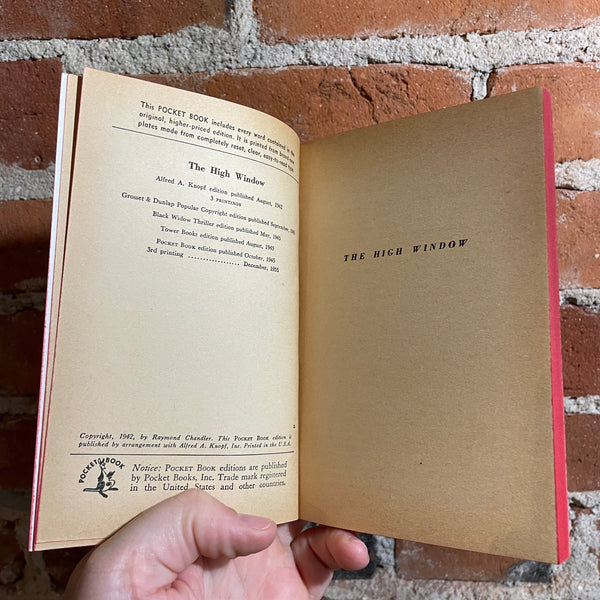 This POCKET BOOK includes every word contained in the
original, higher-priced edition. It is printed from brand-new
plates made from completely reset, clear, easy-to-read type.
The High Window
Alfred A. Knopf edition published August, 1942
3 PRINTINGS
Grosset & Dunlap Popular Copyright edition published September,
Black Widow Thriller edition published May, 1945
Tower Books edition published August, 1945
POCKET BOOK edition published October, 1945
3rd printing .................. December, 1955
Copyright, 1942, by Raymond Chandler. This POCKET BOOK edition is
published by arrangement with Alfred A. Knopf, Inc. Printed in the U.S.A.
POCKET BOOK
Notice: POCKET BOOK editions are published
by Pocket Books, Inc. Trade mark registered
in the United States and other countries.
THE HIGH WINDOW